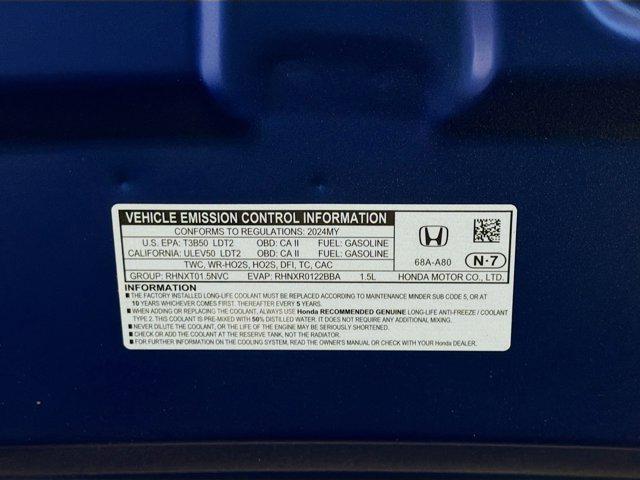 VEHICLE EMISSION CONTROL INFORMATION
CONFORMS TO REGULATIONS: 2024MY
U.S. EPA: T3B50 LDT2 OBD: CA II FUEL: GASOLINE
CALIFORNIA: ULEV50 LDT2 OBD: CA II FUEL: GASOLINE
TWC, WR-HO2S, HO2S, DFI, TC, CAC
GROUP: RHNXT01.5NVC EVAP: RHNXR0122BBA 1.5L
68A-A80 N-7
HONDA MOTOR CO., LTD.
INFORMATION
■ THE FACTORY INSTALLED LONG-LIFE COOLANT MUST BE REPLACED ACCORDING TO MAINTENANCE MINDER SUB CODE 5, OR AT
10 YEARS WHICHEVER COMES FIRST. THEREAFTER EVERY 5 YEARS.
■ WHEN ADDING OR REPLACING THE COOLANT, ALWAYS USE Honda RECOMMENDED GENUINE LONG-LIFE ANTI-FREEZE / COOLANT
TYPE 2. THIS COOLANT IS PRE-MIXED WITH 50% DISTILLED WATER. IT DOES NOT REQUIRE ANY ADDITIONAL MIXING.
■ NEVER DILUTE THE COOLANT, OR THE LIFE OF THE ENGINE MAY BE SERIOUSLY SHORTENED.
■ CHECK OR ADD THE COOLANT AT THE RESERVE TANK, NOT THE RADIATOR.
■ FOR FURTHER INFORMATION ON THE COOLING SYSTEM, READ THE OWNER'S MANUAL OR CHECK WITH YOUR Honda DEALER.